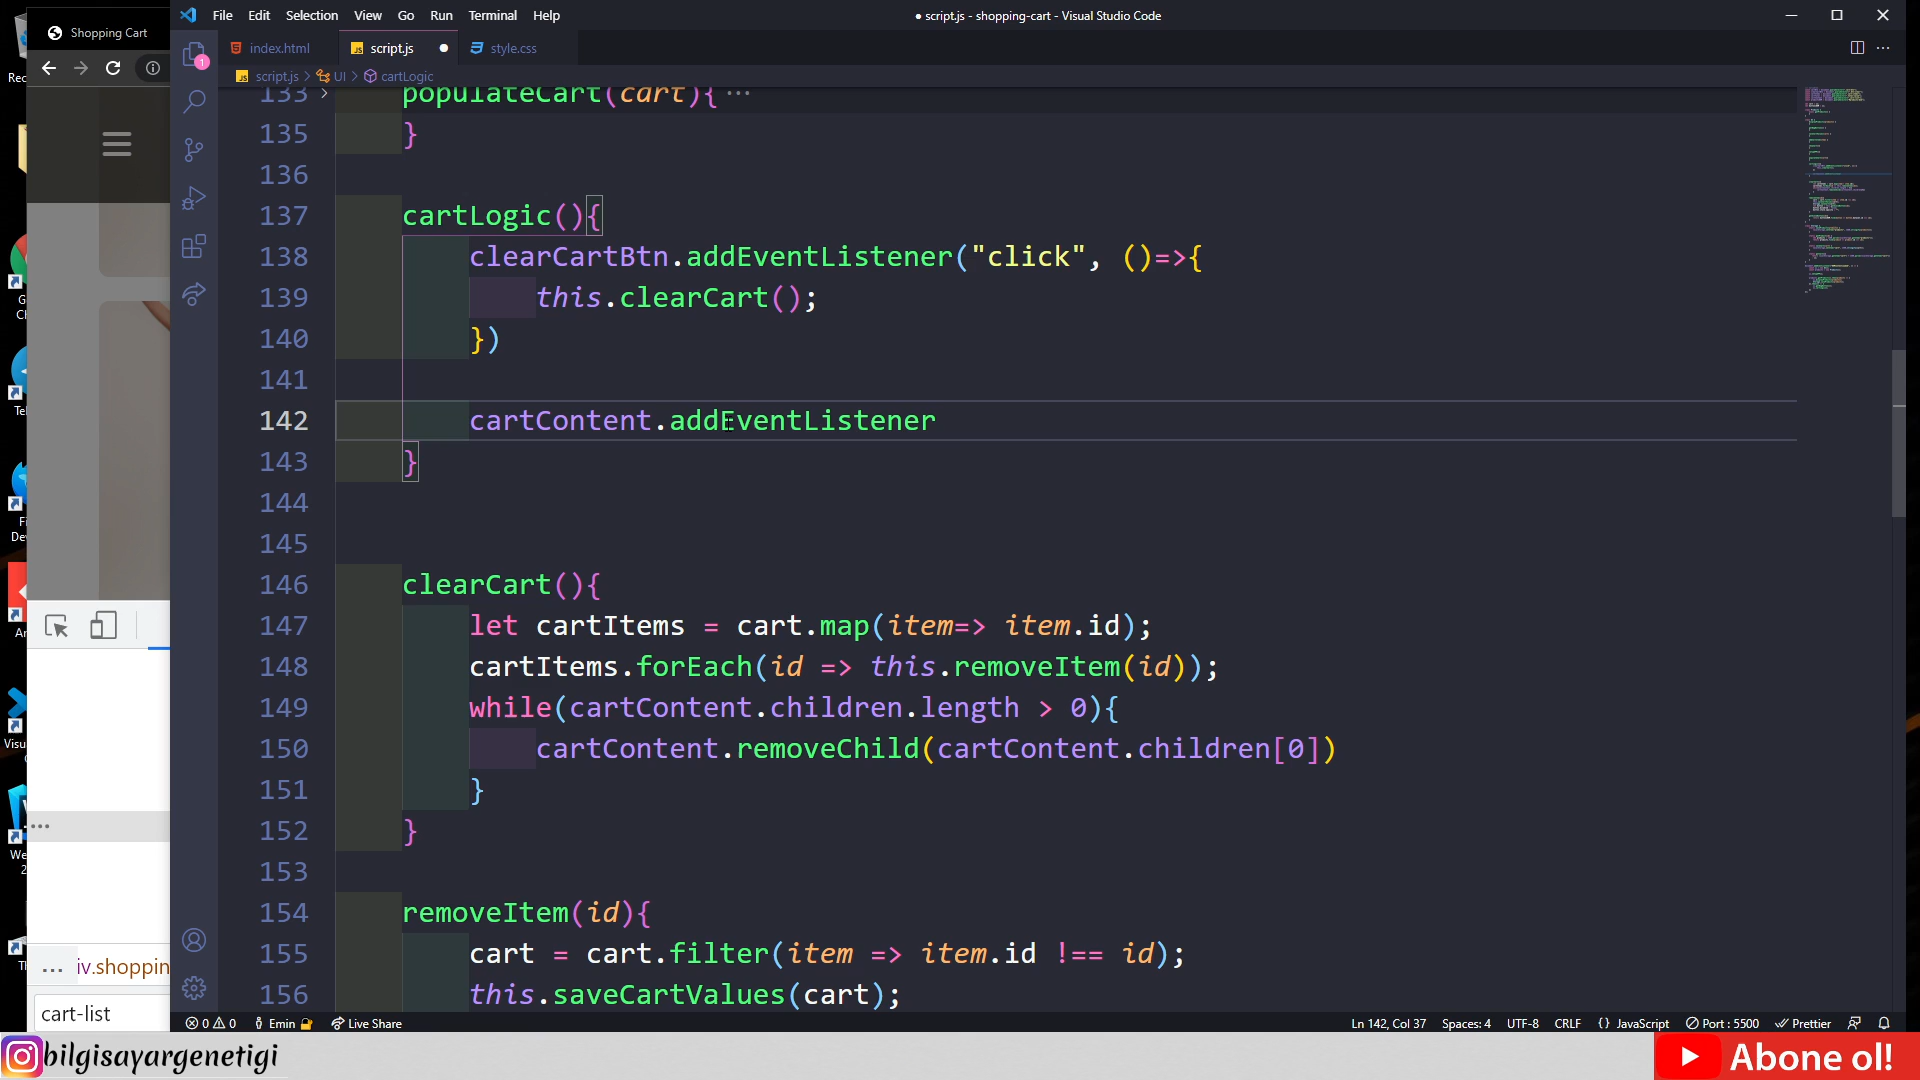 Shopping Cart
File Edit Selection View Go Run Terminal Help
● script.js - shopping-cart - Visual Studio Code
index.html script.js ● style.css
script.js > UI > cartLogic
133 populateCart(cart){ ...
135 }
136
137 cartLogic(){
138 clearCartBtn.addEventListener("click", ()=>{
139 this.clearCart();
140 })
141
142 cartContent.addEventListener
143 }
144
145
146 clearCart(){
147 let cartItems = cart.map(item=> item.id);
148 cartItems.forEach(id => this.removeItem(id));
149 while(cartContent.children.length > 0){
150 cartContent.removeChild(cartContent.children[0])
151 }
152 }
153
154 removeItem(id){
155 cart = cart.filter(item => item.id !== id);
156 this.saveCartValues(cart);
1
... iv.shoppin
cart-list
0 0 Emin Live Share Ln 142, Col 37 Spaces: 4 UTF-8 CRLF {} JavaScript Port : 5500 Prettier
bilgisayargenetigi
Abone ol!